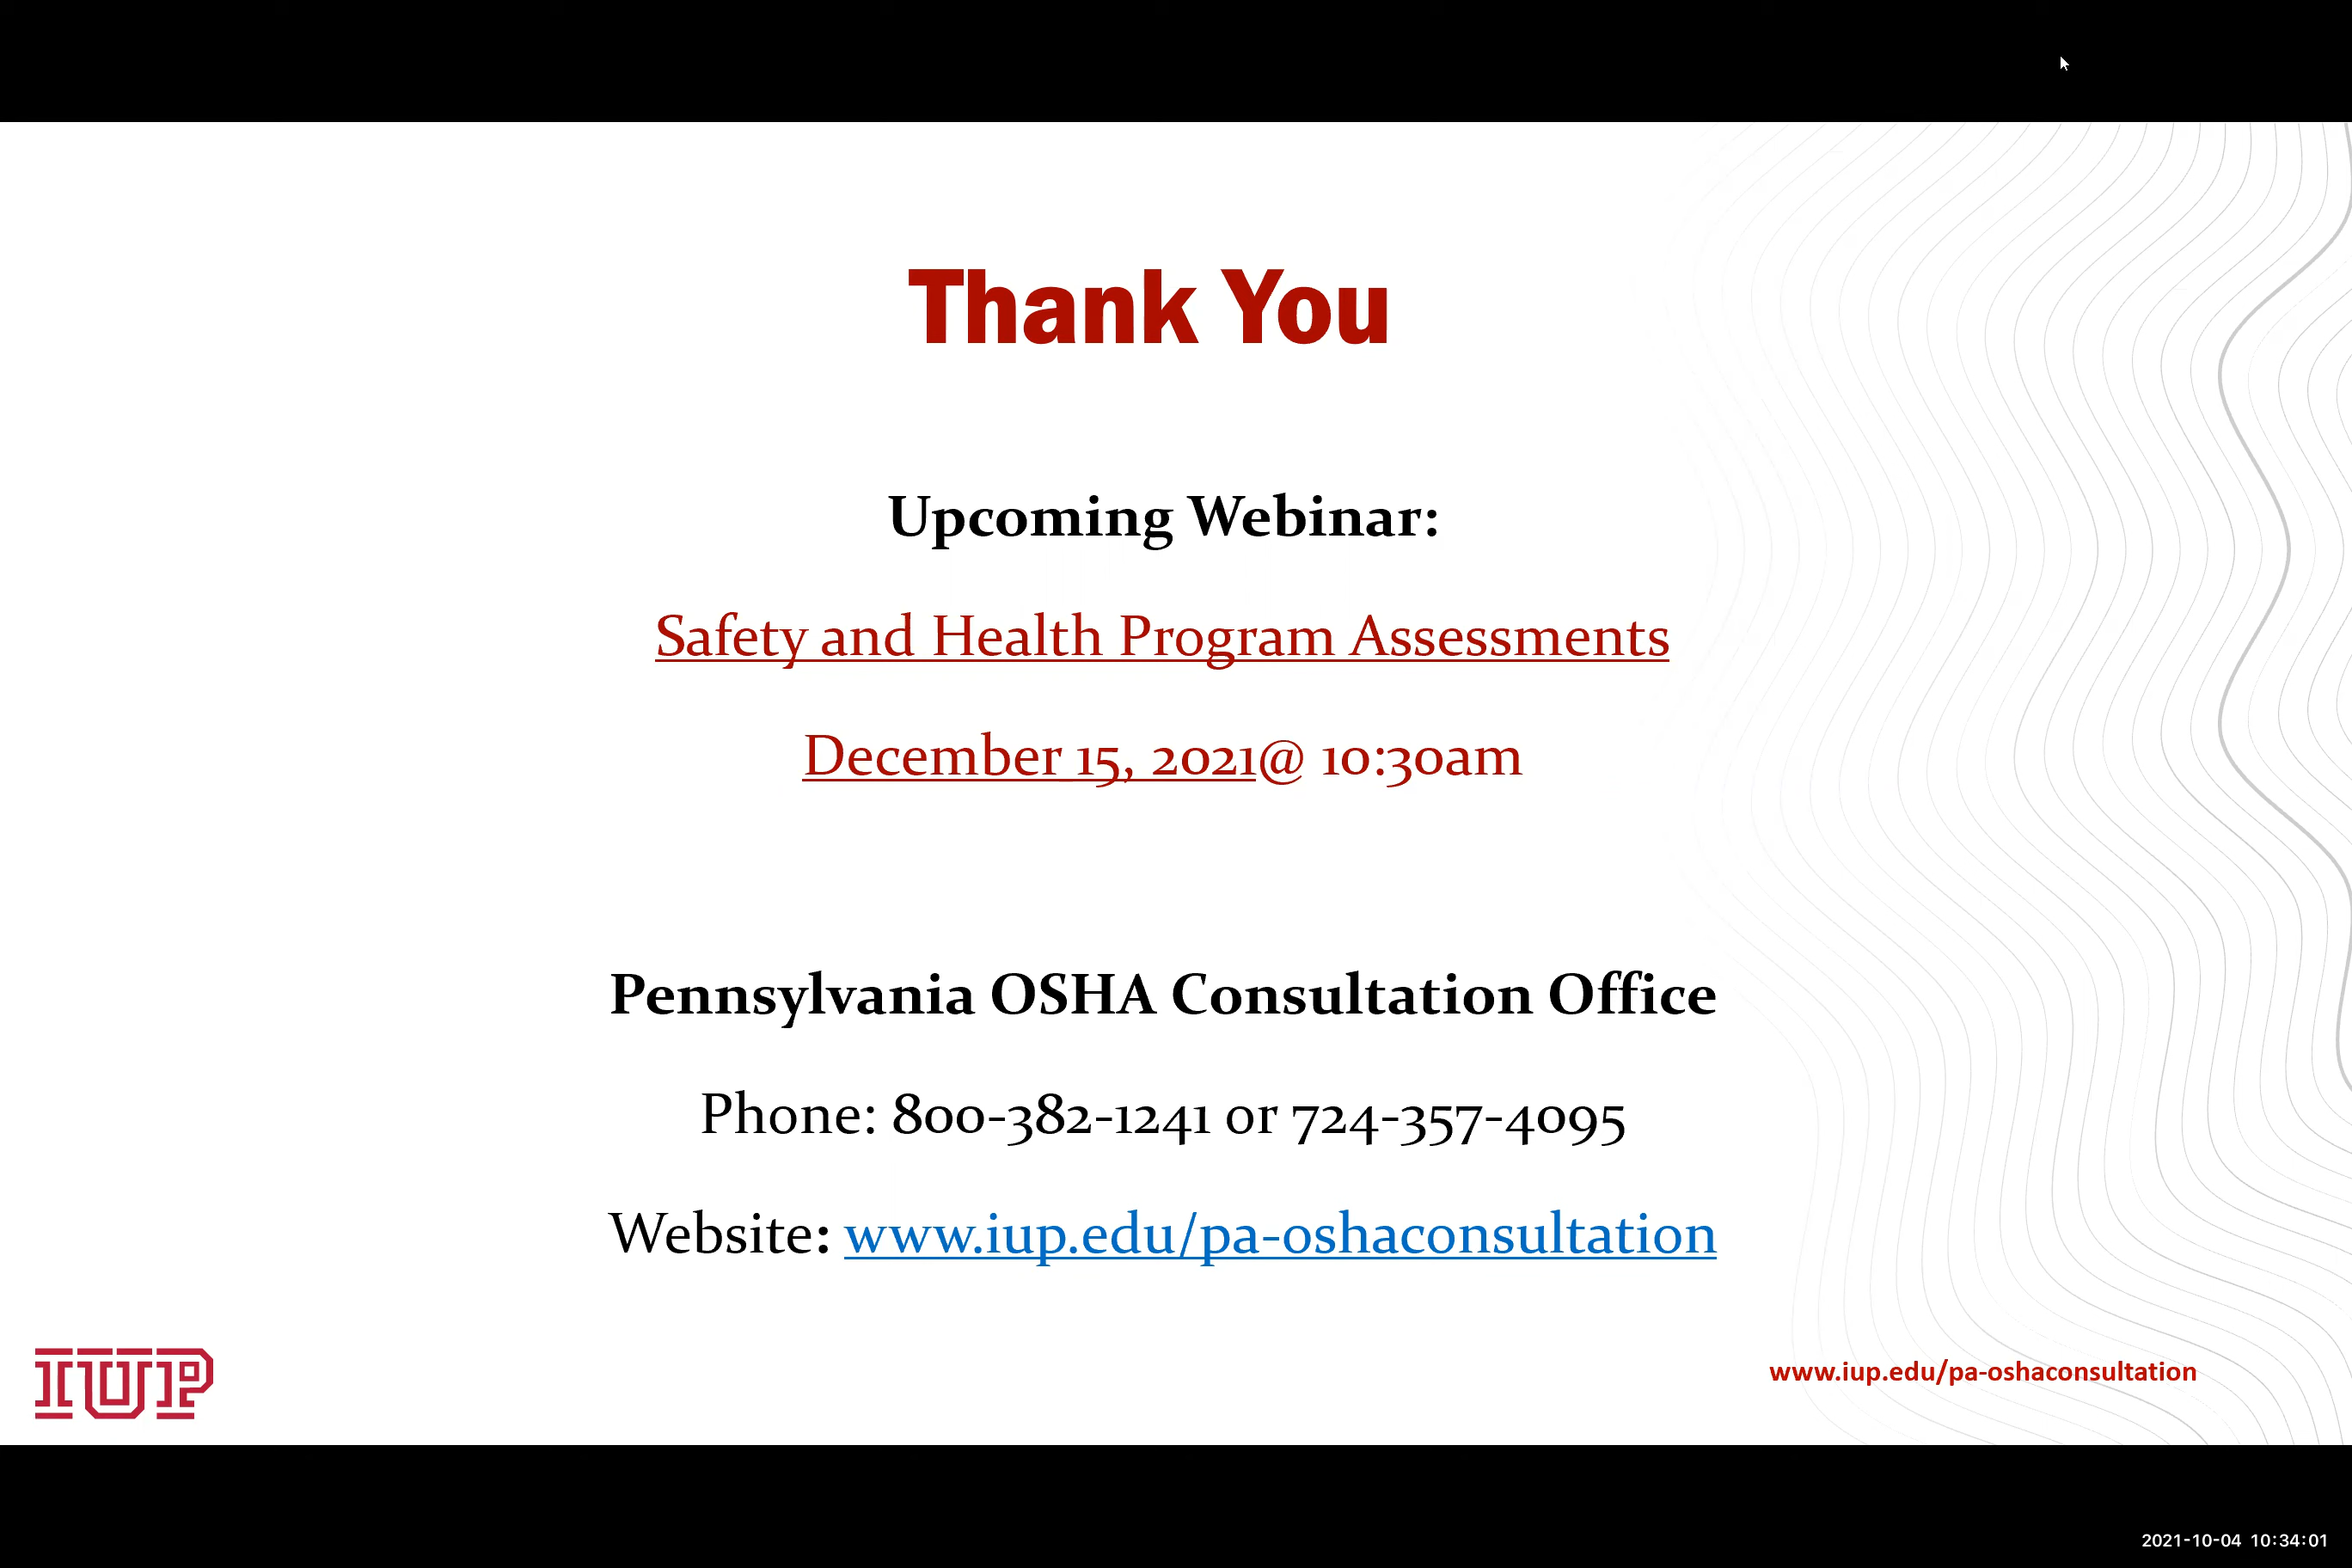 Thank You
Upcoming Webinar:
Safety and Health Program Assessments
December 15, 2021@ 10:30am
Pennsylvania OSHA Consultation Office
Phone: 800-382-1241 or 724-357-4095
Website: www.iup.edu/pa-oshaconsultation
IUP
www.iup.edu/pa-oshaconsultation
2021-10-04 10:34:01